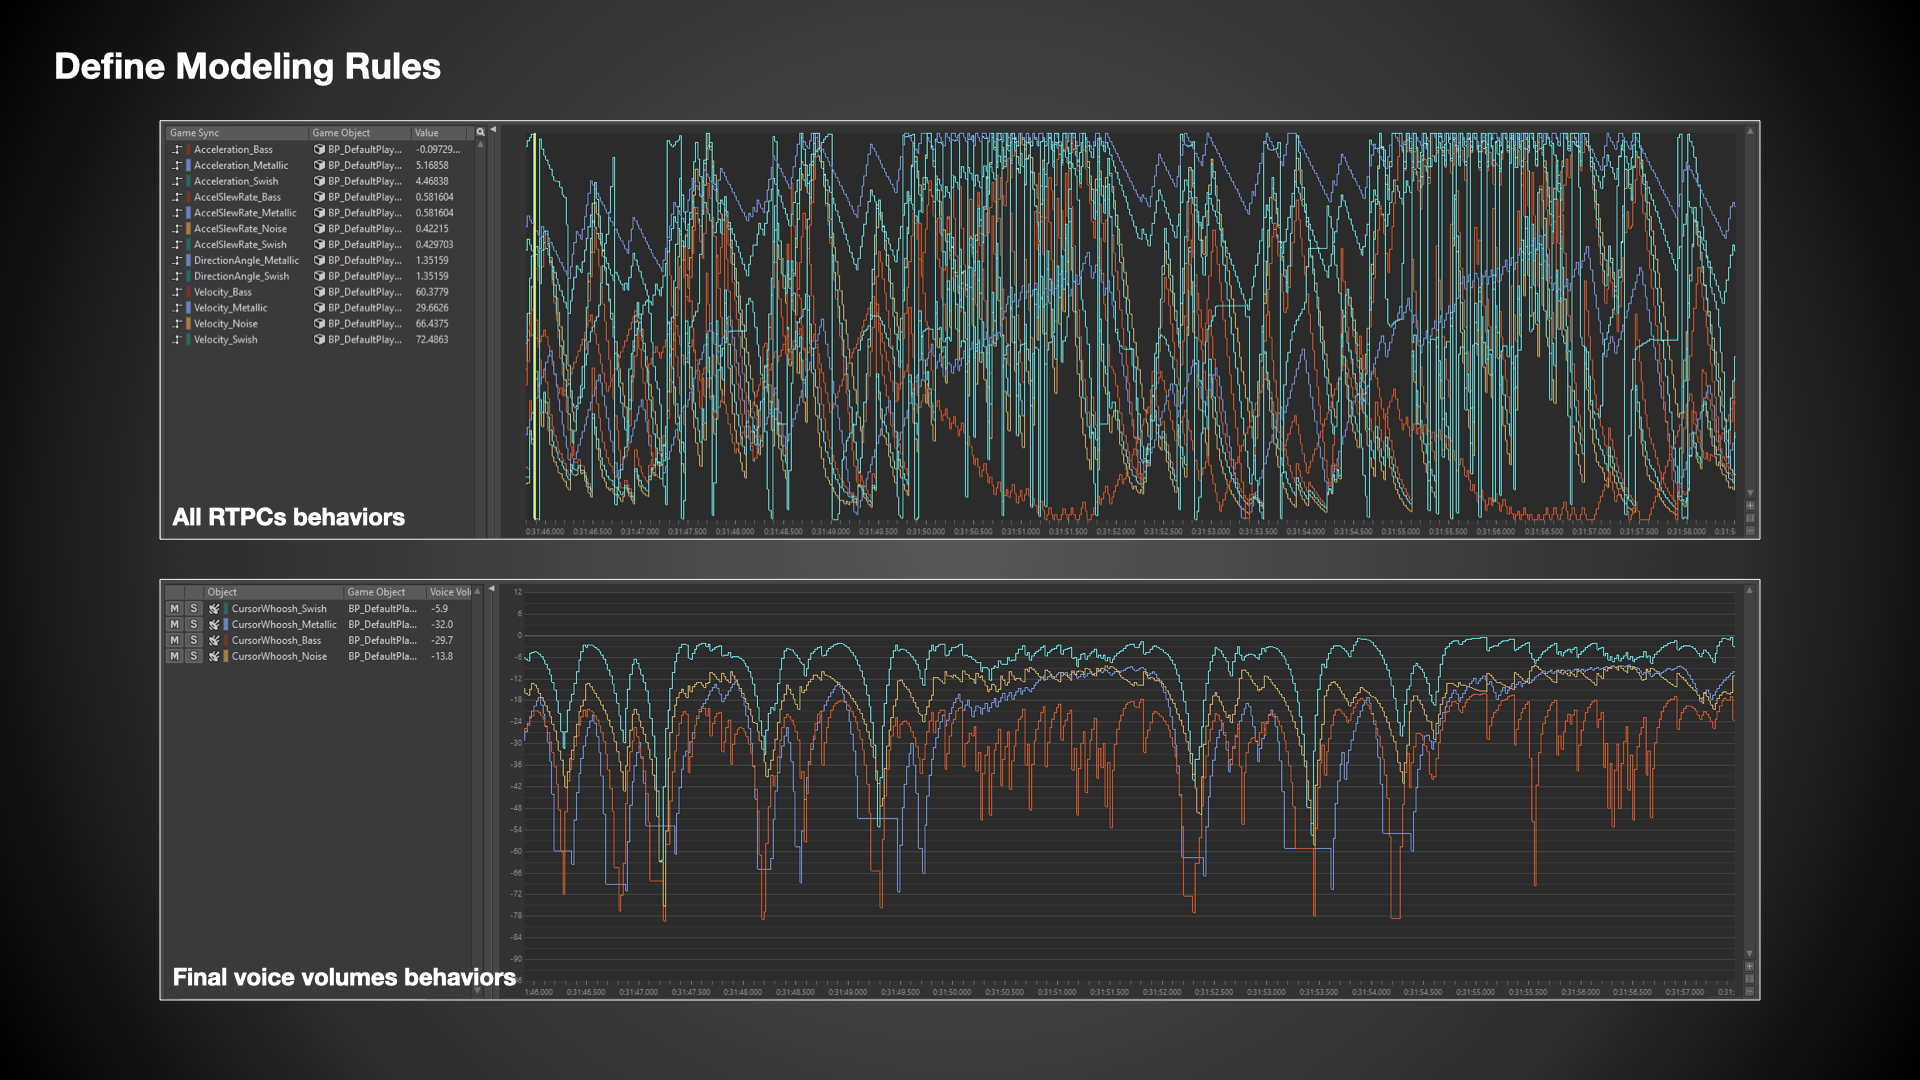 Define Modeling Rules
Game Sync Game Object Value
Acceleration_Bass BP_DefaultPlay... -0.09729...
Acceleration_Metallic BP_DefaultPlay... 5.16858
Acceleration_Swish BP_DefaultPlay... 4.46838
AccelSlewRate_Bass BP_DefaultPlay... 0.581604
AccelSlewRate_Metallic BP_DefaultPlay... 0.581604
AccelSlewRate_Noise BP_DefaultPlay... 0.42215
AccelSlewRate_Swish BP_DefaultPlay... 0.429703
DirectionAngle_Metallic BP_DefaultPlay... 1.35159
DirectionAngle_Swish BP_DefaultPlay... 1.35159
Velocity_Bass BP_DefaultPlay... 60.3779
Velocity_Metallic BP_DefaultPlay... 29.6626
Velocity_Noise BP_DefaultPlay... 66.4375
Velocity_Swish BP_DefaultPlay... 72.4863
All RTPCs behaviors
0:31:46.000 0:31:46.500 0:31:47.000 0:31:47.500 0:31:48.000 0:31:48.500 0:31:49.000 0:31:49.500 0:31:50.000 0:31:50.500 0:31:51.000 0:31:51.500 0:31:52.000 0:31:52.500 0:31:53.000 0:31:53.500 0:31:54.000 0:31:54.500 0:31:55.000 0:31:55.500 0:31:56.000 0:31:56.500 0:31:57.000 0:31:57.500 0:31:58.000 0:31:5
Object Game Object Voice Vol
M S CursorWhoosh_Swish BP_DefaultPla... -5.9
M S CursorWhoosh_Metallic BP_DefaultPla... -32.0
M S CursorWhoosh_Bass BP_DefaultPla... -29.7
M S CursorWhoosh_Noise BP_DefaultPla... -13.8
12
6
0
-6
-12
-18
-24
-30
-36
-42
-48
-54
-60
-66
-72
-78
-84
-90
Final voice volumes behaviors
1:46.000 0:31:46.500 0:31:47.000 0:31:47.500 0:31:48.000 0:31:48.500 0:31:49.000 0:31:49.500 0:31:50.000 0:31:50.500 0:31:51.000 0:31:51.500 0:31:52.000 0:31:52.500 0:31:53.000 0:31:53.500 0:31:54.000 0:31:54.500 0:31:55.000 0:31:55.500 0:31:56.000 0:31:56.500 0:31:57.000 0:31: